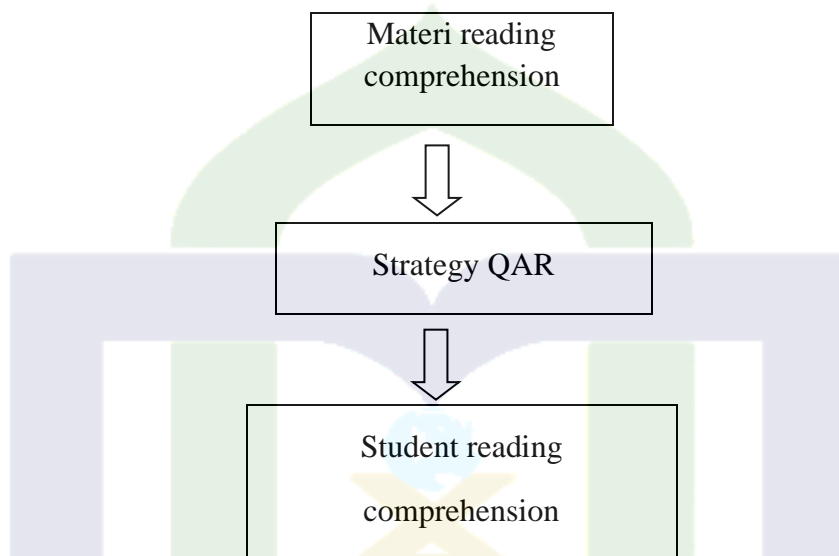 Materi reading
comprehension
Strategy QAR
Student reading
comprehension